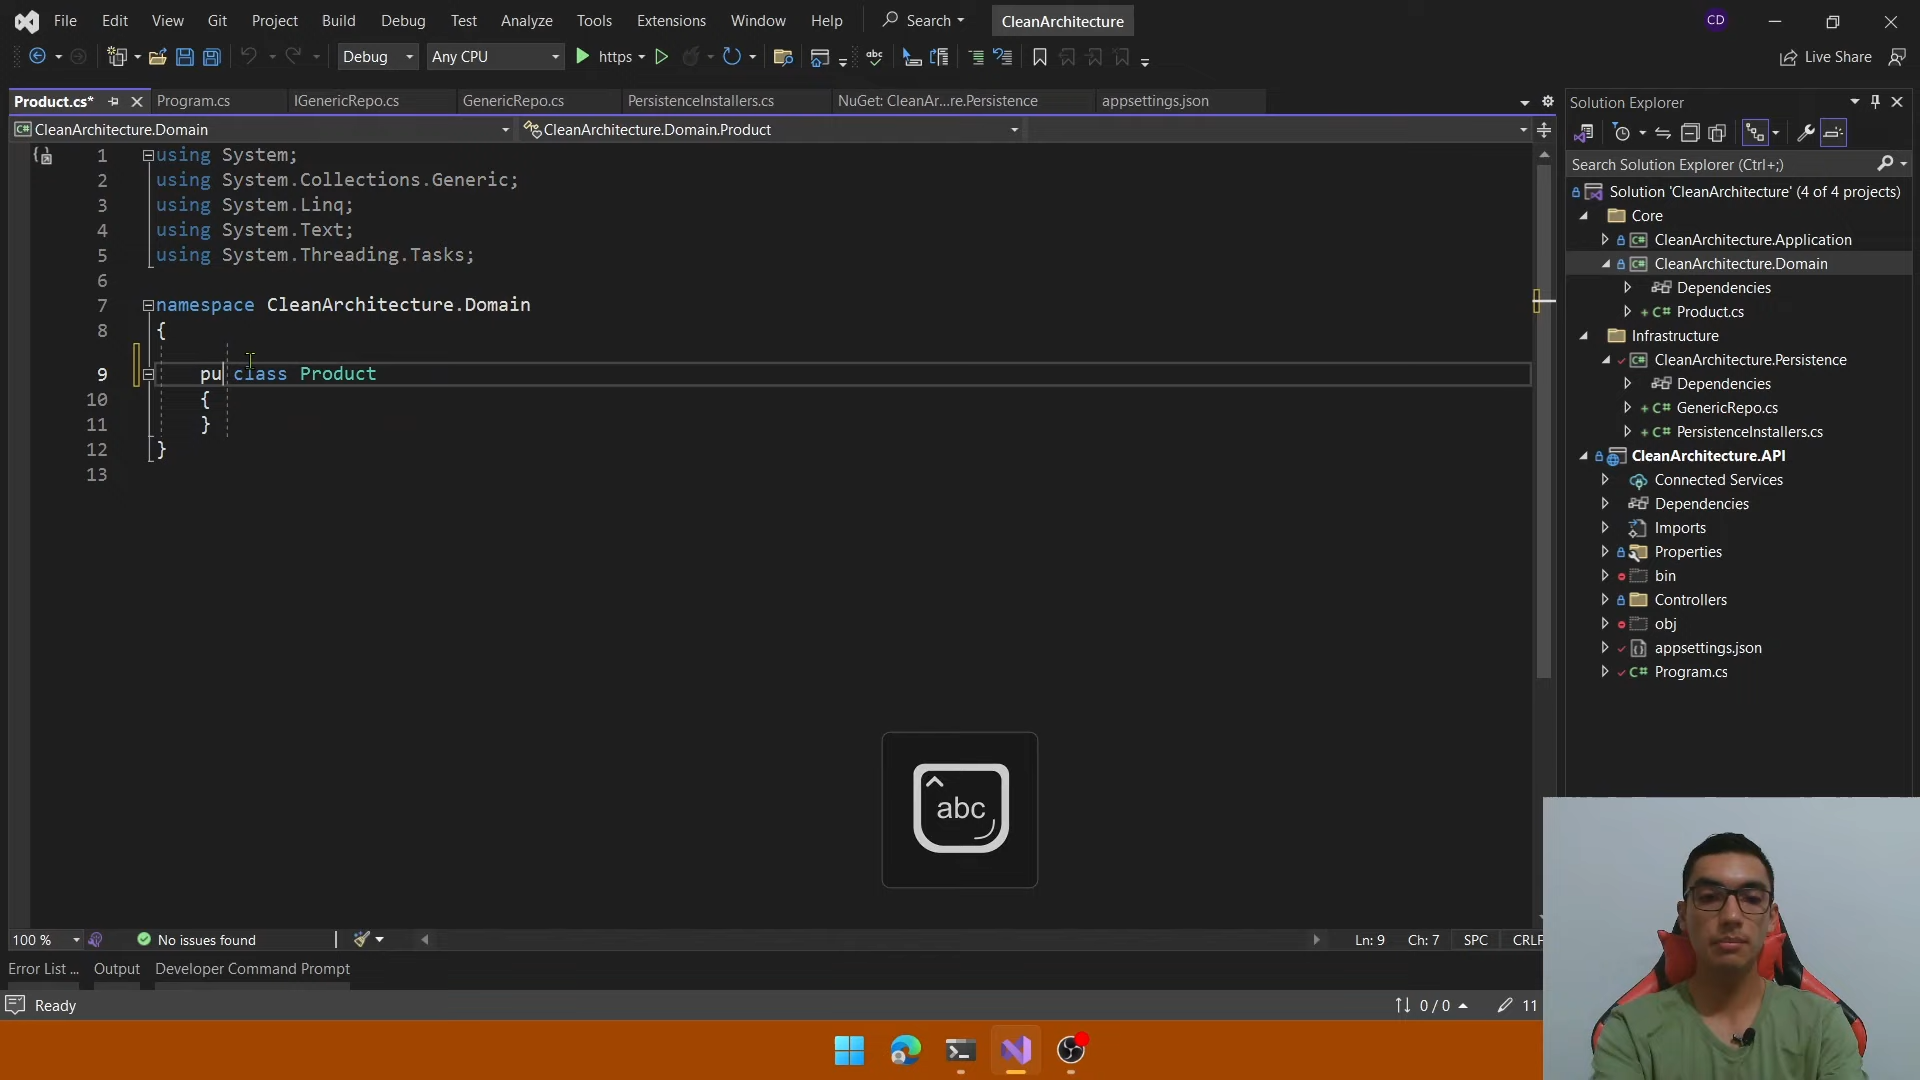 File Edit View Git Project Build Debug Test Analyze Tools Extensions Window Help Search CleanArchitecture CD
Debug Any CPU https Live Share
Product.cs* Program.cs IGenericRepo.cs GenericRepo.cs PersistenceInstallers.cs NuGet: CleanAr...re.Persistence appsettings.json
CleanArchitecture.Domain CleanArchitecture.Domain.Product
1 using System;
2 using System.Collections.Generic;
3 using System.Linq;
4 using System.Text;
5 using System.Threading.Tasks;
6
7 namespace CleanArchitecture.Domain
8 {
9 pu class Product
10 {
11 }
12 }
13
Solution Explorer
Search Solution Explorer (Ctrl+;)
Solution 'CleanArchitecture' (4 of 4 projects)
Core
CleanArchitecture.Application
CleanArchitecture.Domain
Dependencies
C# Product.cs
Infrastructure
CleanArchitecture.Persistence
Dependencies
C# GenericRepo.cs
C# PersistenceInstallers.cs
CleanArchitecture.API
Connected Services
Dependencies
Imports
Properties
bin
Controllers
obj
appsettings.json
C# Program.cs
abc
100 % No issues found Ln: 9 Ch: 7 SPC CRLF
Error List ... Output Developer Command Prompt
Ready 0 / 0 11